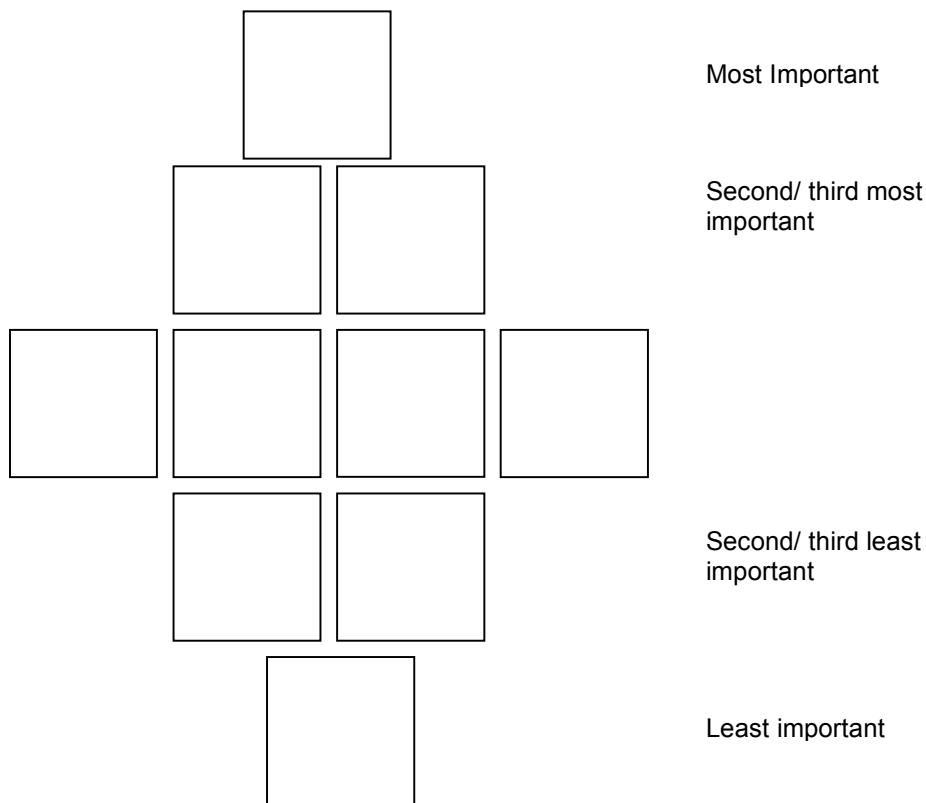 Most Important
Second/ third most
important
Second/ third least
important
Least important